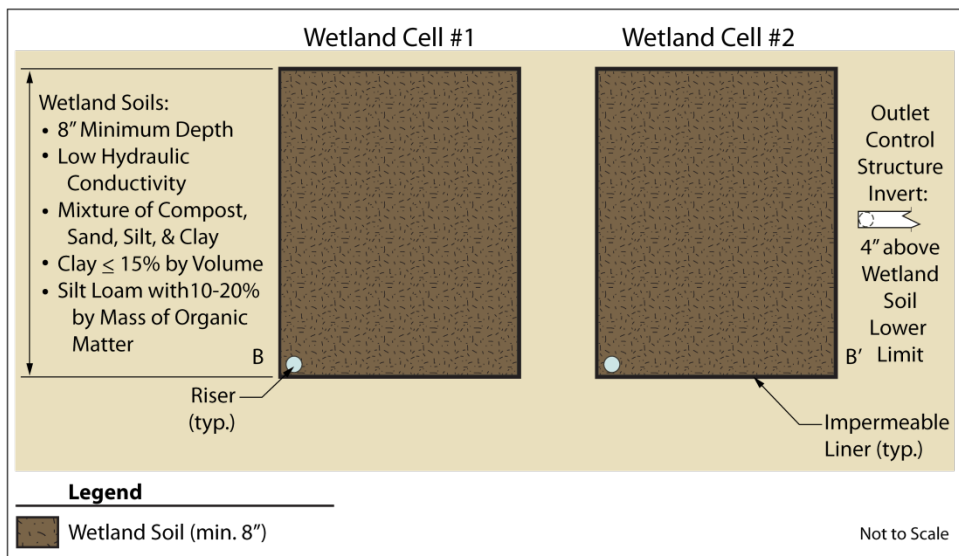 Wetland Cell #1
Wetland Cell #2
Wetland Soils:
• 8" Minimum Depth
• Low Hydraulic
Conductivity
• Mixture of Compost,
Sand, Silt, & Clay
• Clay ≤ 15% by Volume
• Silt Loam with10-20%
by Mass of Organic
Matter
B
Riser
(typ.)
Outlet
Control
Structure
Invert:
4" above
Wetland
Soil
Lower
Limit
B'
Impermeable
Liner (typ.)
Legend
Wetland Soil (min. 8")
Not to Scale